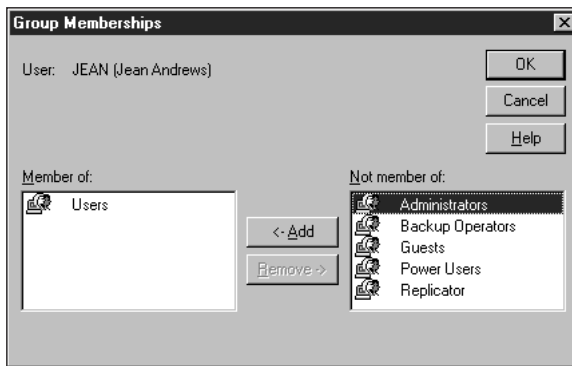 Group Memberships
User: JEAN (Jean Andrews)
OK
Cancel
Help
Member of:
Users
<- Add
Remove ->
Not member of:
Administrators
Backup Operators
Guests
Power Users
Replicator